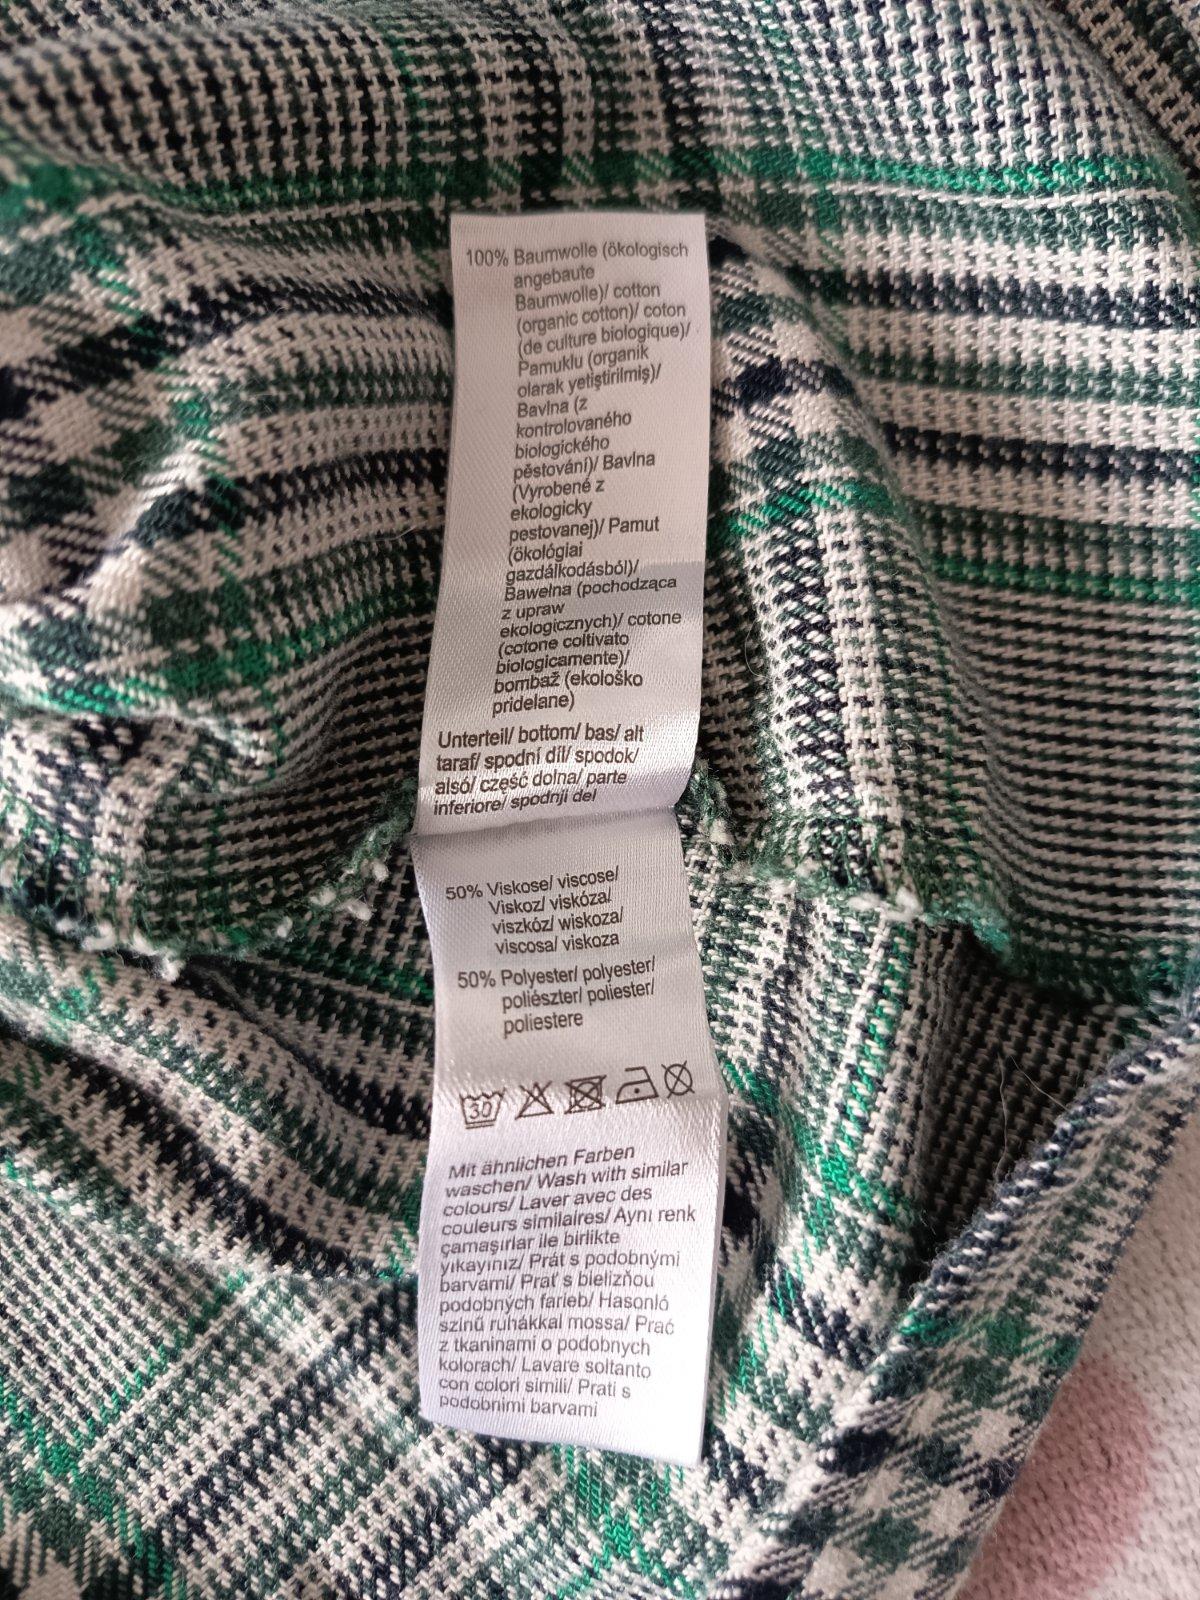 100% Baumwolle (ökologisch
angebaute
Baumwolle)/ cotton
(organic cotton)/ coton
(de culture biologique)/
Pamuklu (organik
olarak yetiştirilmiş)/
Bavlna (z
kontrolovaného
biologického
pěstování)/ Bavlna
(Vyrobené z
ekologicky
pestovanej)/ Pamut
(ökológiai
gazdálkodásból)/
Bawełna (pochodząca
z upraw
ekologicznych)/ cotone
(cotone coltivato
biologicamente)/
bombaž (ekološko
pridelane)
Unterteil/ bottom/ bas/ alt
taraf/ spodní díl/ spodok/
alsó/ część dolna/ parte
inferiore/ spodnji del
50% Viskose/ viscose/
Viskoz/ viskóza/
viszkóz/ wiskoza/
viscosa/ viskoza
50% Polyester/ polyester/
poliészter/ poliester/
poliestere
30
Mit ähnlichen Farben
waschen/ Wash with similar
colours/ Laver avec des
couleurs similaires/ Aynı renk
çamaşırlar ile birlikte
yıkayınız/ Prát s podobnými
barvami/ Prať s bielizňou
podobných farieb/ Hasonló
színű ruhákkal mossa/ Prać
z tkaninami o podobnych
kolorach/ Lavare soltanto
con colori simili/ Prati s
podobnimi barvami